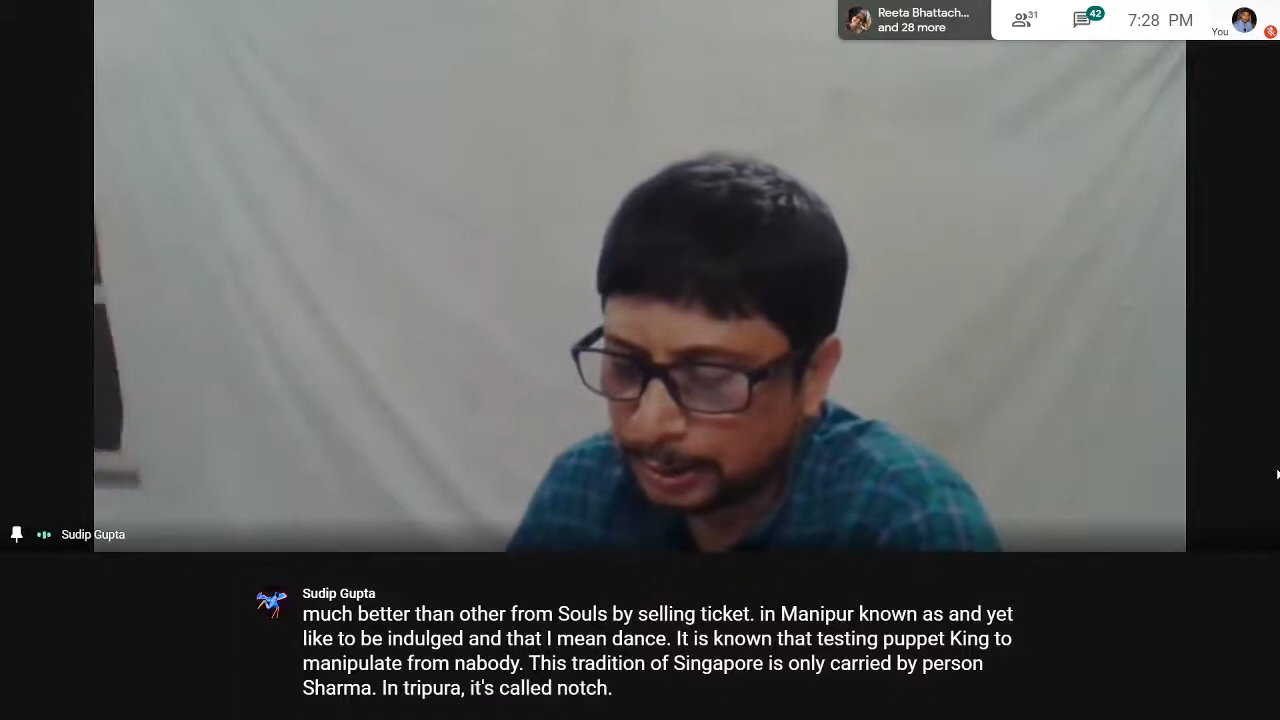 Reeta Bhattach...
and 28 more
31
42
7:28 PM
You
Sudip Gupta
Sudip Gupta
much better than other from Souls by selling ticket. in Manipur known as and yet
like to be indulged and that I mean dance. It is known that testing puppet King to
manipulate from nabody. This tradition of Singapore is only carried by person
Sharma. In tripura, it's called notch.